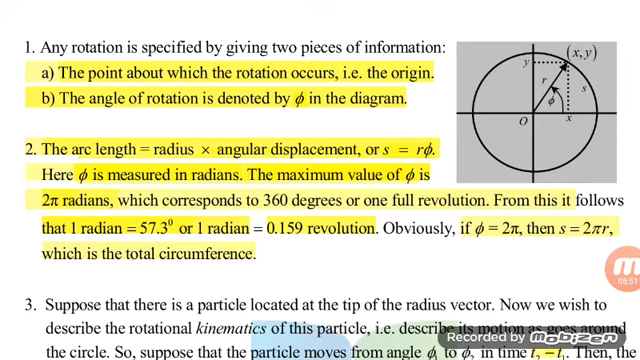 1. Any rotation is specified by giving two pieces of information:
a) The point about which the rotation occurs, i.e. the origin.
b) The angle of rotation is denoted by ϕ in the diagram.
(x, y)
y
r
s
ϕ
O
x
2. The arc length = radius × angular displacement, or s = rϕ.
Here ϕ is measured in radians. The maximum value of ϕ is
2π radians, which corresponds to 360 degrees or one full revolution. From this it follows
that 1 radian = 57.3⁰ or 1 radian = 0.159 revolution. Obviously, if ϕ = 2π, then s = 2πr,
which is the total circumference.
M
05:51
3. Suppose that there is a particle located at the tip of the radius vector. Now we wish to
describe the rotational kinematics of this particle, i.e. describe its motion as goes around
Recorded by mobizen
the circle. So, suppose that the particle moves from angle ϕ₁ to ϕ₂ in time t₂ − t₁. Then, the